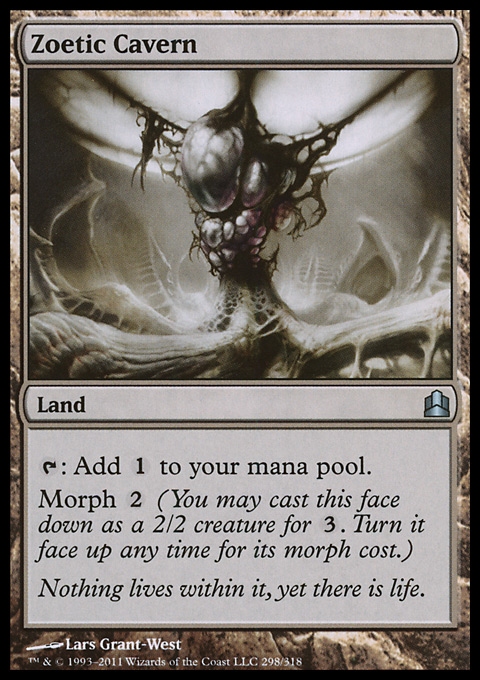 Zoetic Cavern
Land
: Add 1 to your mana pool.
Morph 2 (You may cast this face
down as a 2/2 creature for 3. Turn it
face up any time for its morph cost.)
Nothing lives within it, yet there is life.
Lars Grant-West
™ & © 1993–2011 Wizards of the Coast LLC 298/318